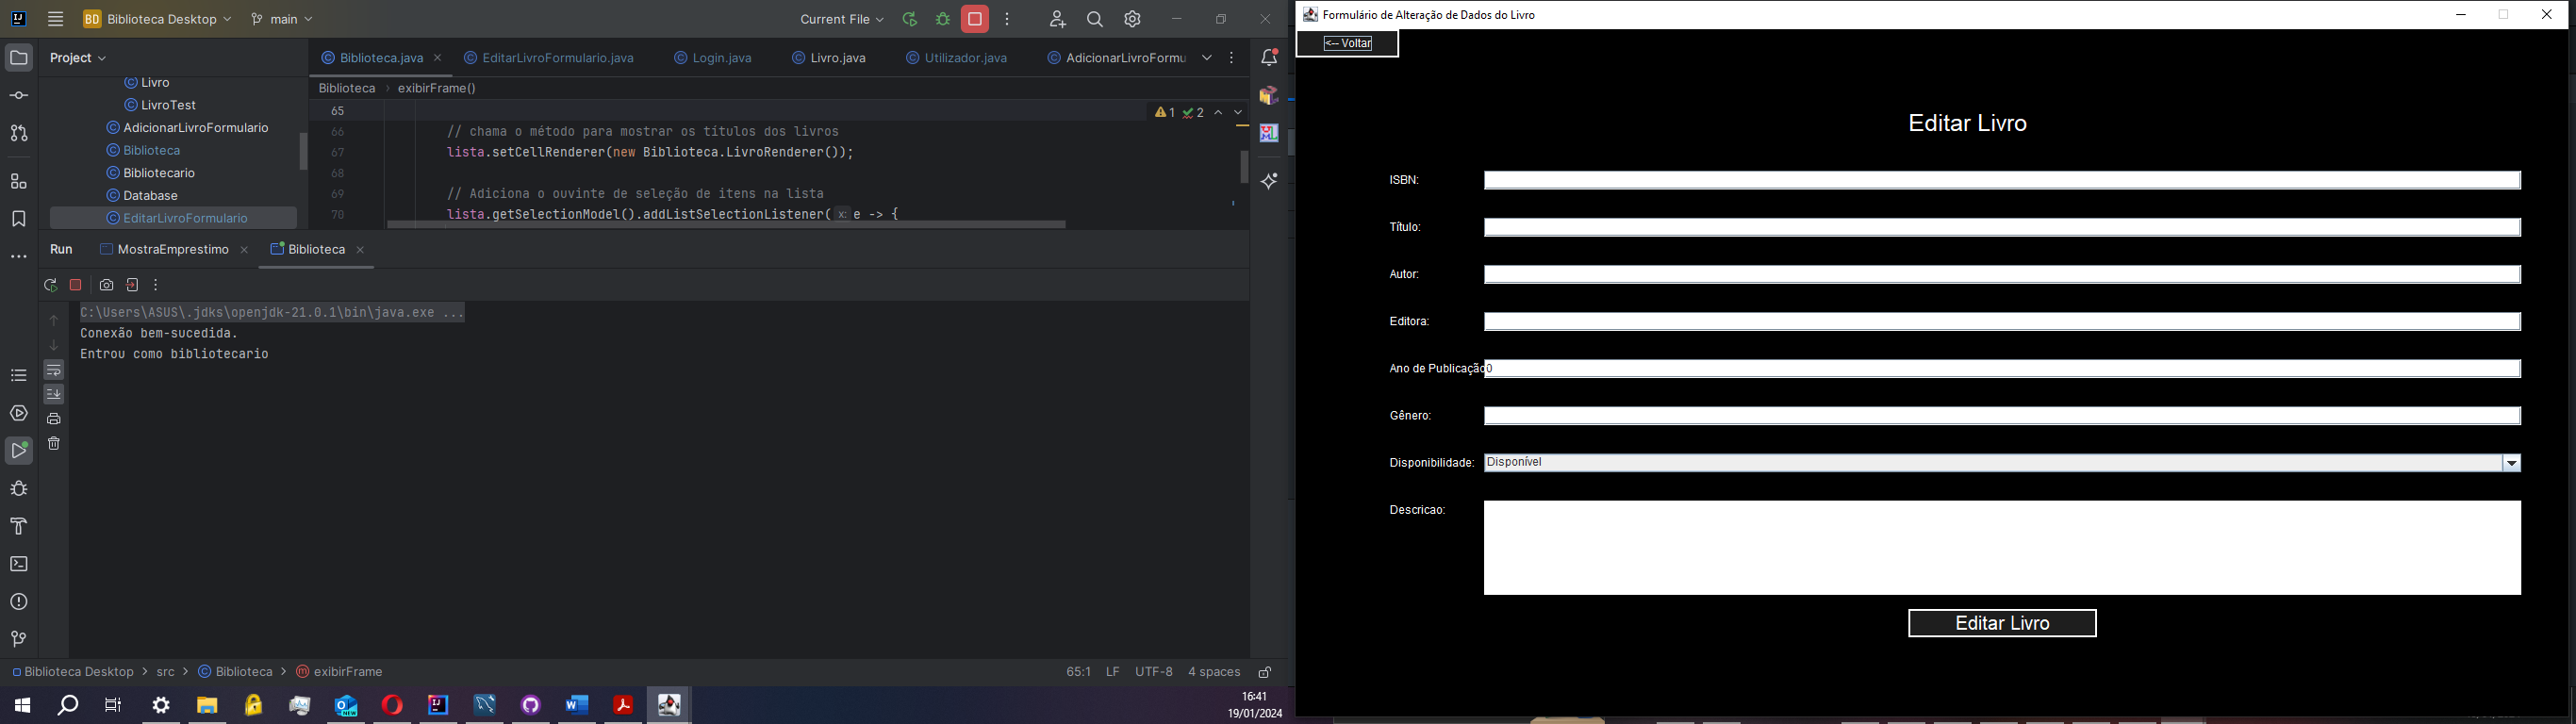 BD Biblioteca Desktop main Current File
Project
Biblioteca.java EditarLivroFormulario.java Login.java Livro.java Utilizador.java AdicionarLivroFormu
Livro
LivroTest
AdicionarLivroFormulario
Biblioteca
Bibliotecario
Database
EditarLivroFormulario
Biblioteca > exibirFrame()
1 2
65
66 // chama o método para mostrar os títulos dos livros
67 lista.setCellRenderer(new Biblioteca.LivroRenderer());
68
69 // Adiciona o ouvinte de seleção de itens na lista
70 lista.getSelectionModel().addListSelectionListener( x: e -> {
Run MostraEmprestimo Biblioteca
C:\Users\ASUS\.jdks\openjdk-21.0.1\bin\java.exe ...
Conexão bem-sucedida.
Entrou como bibliotecario
Biblioteca Desktop > src > Biblioteca > exibirFrame
65:1 LF UTF-8 4 spaces
16:41
19/01/2024
Formulário de Alteração de Dados do Livro
<-- Voltar
Editar Livro
ISBN:
Título:
Autor:
Editora:
Ano de Publicação 0
Gênero:
Disponibilidade: Disponível
Descricao:
Editar Livro